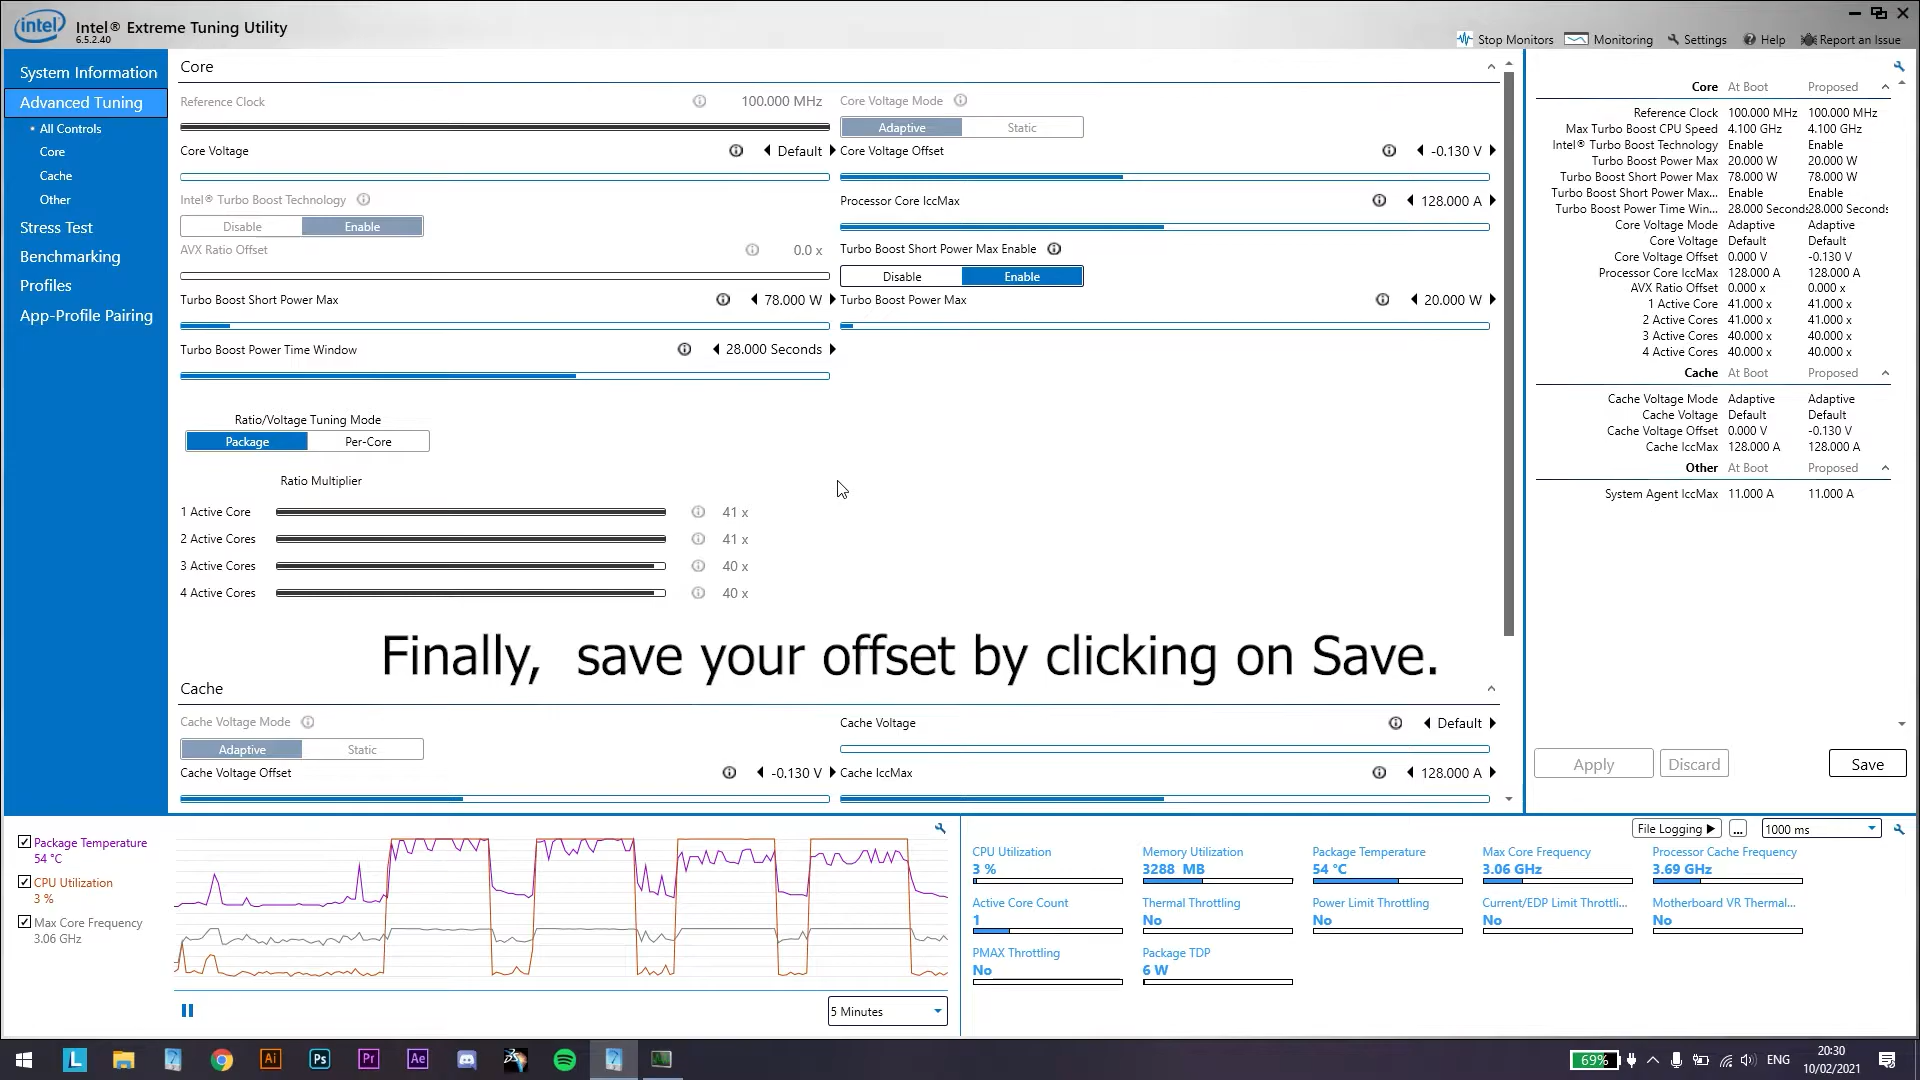 intel
Intel® Extreme Tuning Utility
6.5.2.40
Stop Monitors
Monitoring
Settings
Help
Report an Issue
System Information
Advanced Tuning
• All Controls
Core
Cache
Other
Stress Test
Benchmarking
Profiles
App-Profile Pairing
Core
Reference Clock 100.000 MHz
Core Voltage Mode
Adaptive Static
Core Voltage Default
Core Voltage Offset -0.130 V
Intel® Turbo Boost Technology
Disable Enable
Processor Core IccMax 128.000 A
AVX Ratio Offset 0.0 x
Turbo Boost Short Power Max Enable
Disable Enable
Turbo Boost Short Power Max 78.000 W
Turbo Boost Power Max 20.000 W
Turbo Boost Power Time Window 28.000 Seconds
Ratio/Voltage Tuning Mode
Package Per-Core
Ratio Multiplier
1 Active Core 41 x
2 Active Cores 41 x
3 Active Cores 40 x
4 Active Cores 40 x
Finally, save your offset by clicking on Save.
Cache
Cache Voltage Mode
Adaptive Static
Cache Voltage Default
Cache Voltage Offset -0.130 V
Cache IccMax 128.000 A
Core At Boot Proposed
Reference Clock 100.000 MHz 100.000 MHz
Max Turbo Boost CPU Speed 4.100 GHz 4.100 GHz
Intel® Turbo Boost Technology Enable Enable
Turbo Boost Power Max 20.000 W 20.000 W
Turbo Boost Short Power Max 78.000 W 78.000 W
Turbo Boost Short Power Max... Enable Enable
Turbo Boost Power Time Win... 28.000 Seconds 28.000 Seconds
Core Voltage Mode Adaptive Adaptive
Core Voltage Default Default
Core Voltage Offset 0.000 V -0.130 V
Processor Core IccMax 128.000 A 128.000 A
AVX Ratio Offset 0.000 x 0.000 x
1 Active Core 41.000 x 41.000 x
2 Active Cores 41.000 x 41.000 x
3 Active Cores 40.000 x 40.000 x
4 Active Cores 40.000 x 40.000 x
Cache At Boot Proposed
Cache Voltage Mode Adaptive Adaptive
Cache Voltage Default Default
Cache Voltage Offset 0.000 V -0.130 V
Cache IccMax 128.000 A 128.000 A
Other At Boot Proposed
System Agent IccMax 11.000 A 11.000 A
Apply Discard Save
Package Temperature
54 °C
CPU Utilization
3 %
Max Core Frequency
3.06 GHz
5 Minutes
File Logging ... 1000 ms
CPU Utilization
3 %
Memory Utilization
3288 MB
Package Temperature
54 °C
Max Core Frequency
3.06 GHz
Processor Cache Frequency
3.69 GHz
Active Core Count
1
Thermal Throttling
No
Power Limit Throttling
No
Current/EDP Limit Throttli...
No
Motherboard VR Thermal...
No
PMAX Throttling
No
Package TDP
6 W
L
Ai
Ps
Pr
Ae
69%
ENG
20:30
10/02/2021